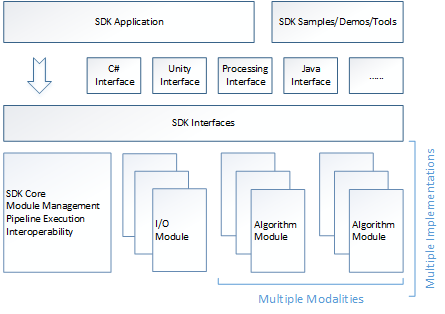 SDK Application
SDK Samples/Demos/Tools
C#
Interface
Unity
Interface
Processing
Interface
Java
Interface
......
SDK Interfaces
SDK Core
Module Management
Pipeline Execution
Interoperability
I/O
Module
Algorithm
Module
Algorithm
Module
Multiple Implementations
Multiple Modalities